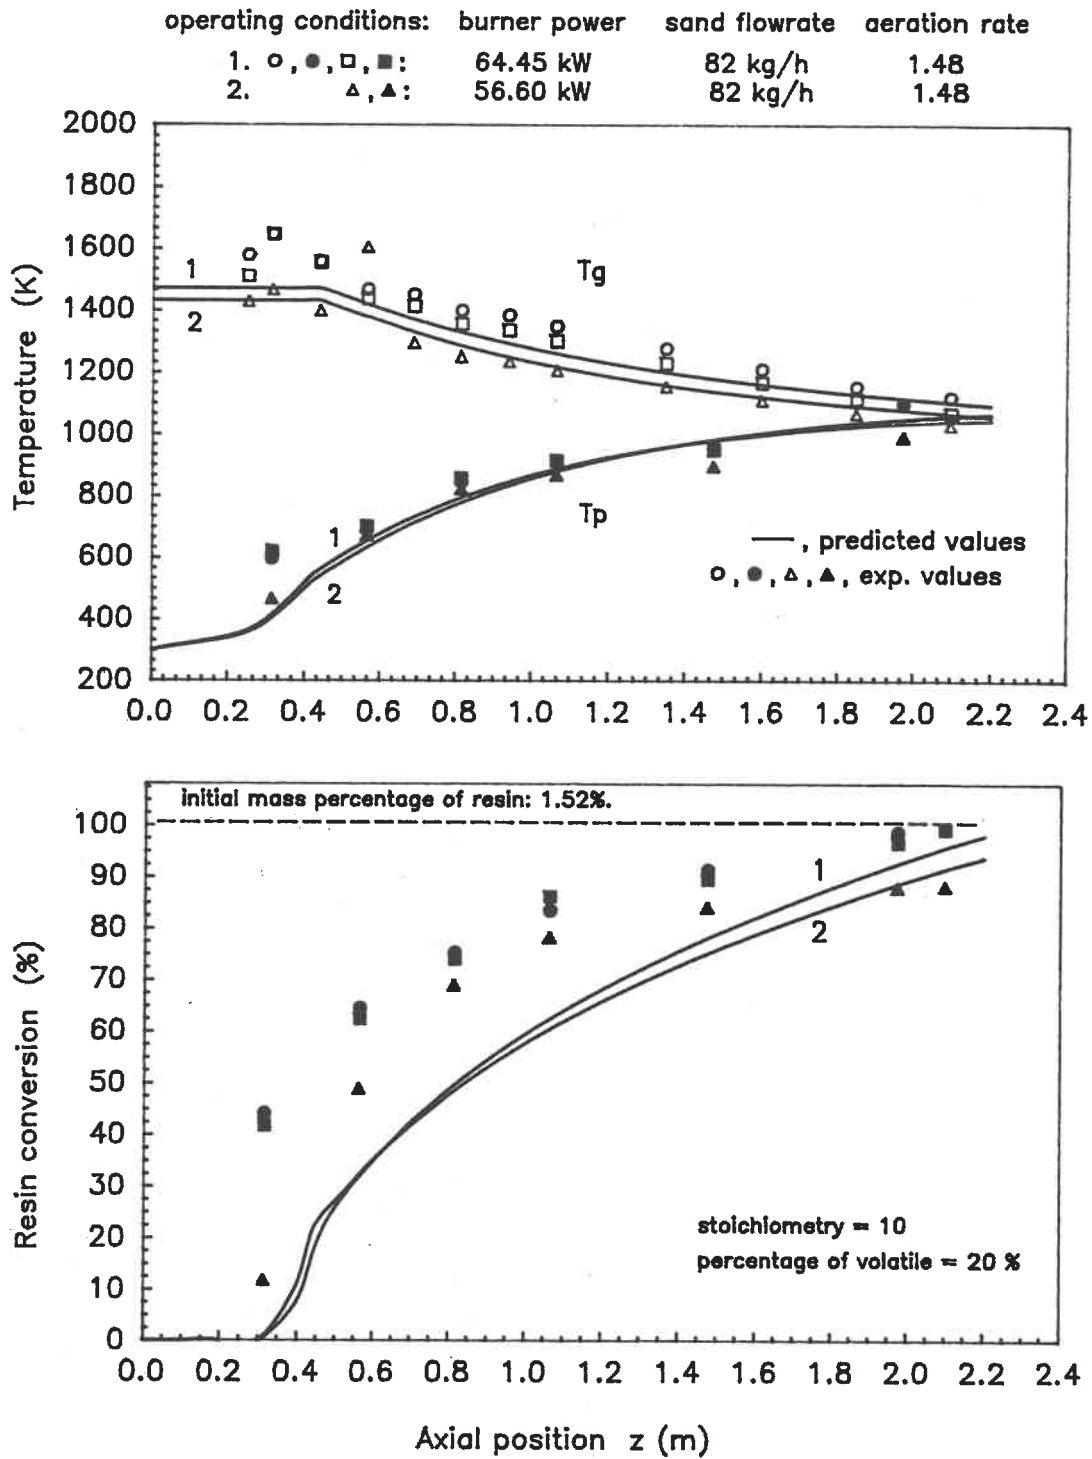 operating conditions: burner power sand flowrate aeration rate
1. ○, ●, □, ■: 64.45 kW 82 kg/h 1.48
2. △, ▲: 56.60 kW 82 kg/h 1.48
2000
1800
1600
1400
1200
1000
800
600
400
200
Temperature (K)
1
2
Tg
1
2
Tp
——, predicted values
○, ●, △, ▲, exp. values
0.0 0.2 0.4 0.6 0.8 1.0 1.2 1.4 1.6 1.8 2.0 2.2 2.4
initial mass percentage of resin: 1.52%.
100
90
80
70
60
50
40
30
20
10
0
Resin conversion (%)
1
2
stoichiometry = 10
percentage of volatile = 20 %
0.0 0.2 0.4 0.6 0.8 1.0 1.2 1.4 1.6 1.8 2.0 2.2 2.4
Axial position z (m)